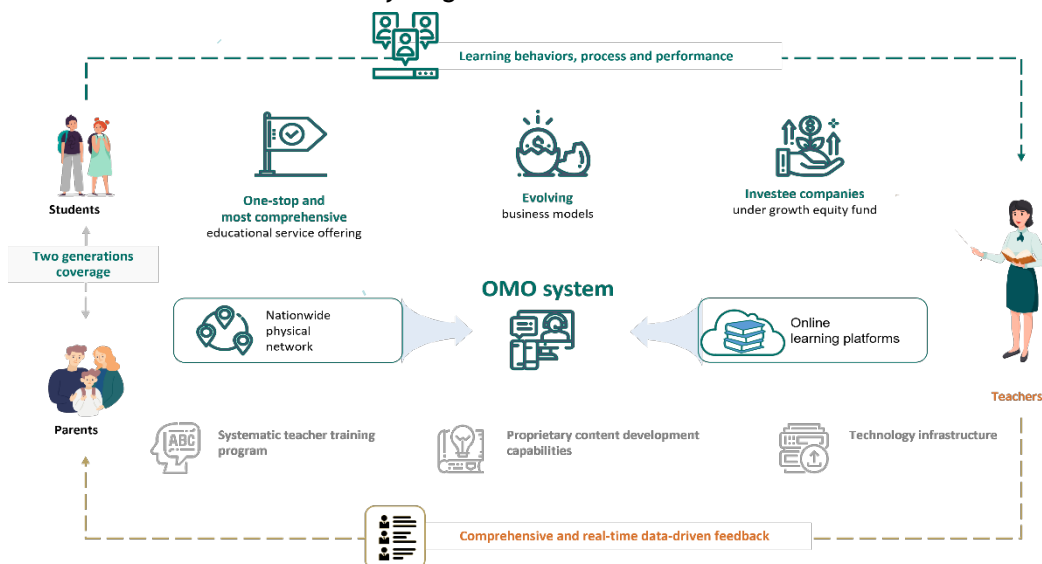 Learning behaviors, process and performance
Students
One-stop and
most comprehensive
educational service offering
Evolving
business models
Investee companies
under growth equity fund
Two generations
coverage
OMO system
Nationwide
physical
network
Online
learning platforms
Parents
Teachers
ABC
Systematic teacher training
program
Proprietary content development
capabilities
Technology infrastructure
Comprehensive and real-time data-driven feedback